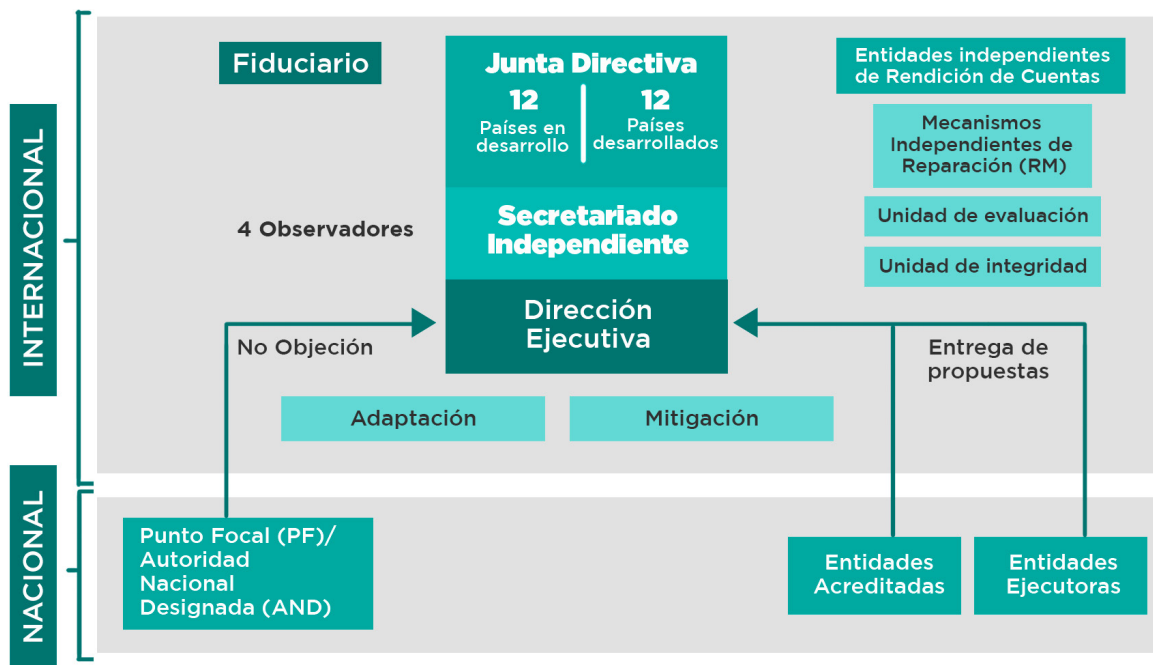 INTERNACIONAL
Fiduciario
Junta Directiva
12
Países en
desarrollo
12
Países
desarrollados
Entidades independientes
de Rendición de Cuentas
Mecanismos
Independientes de
Reparación (RM)
Unidad de evaluación
Unidad de integridad
4 Observadores
Secretariado
Independiente
Dirección
Ejecutiva
No Objeción
Entrega de
propuestas
Adaptación
Mitigación
NACIONAL
Punto Focal (PF)/
Autoridad
Nacional
Designada (AND)
Entidades
Acreditadas
Entidades
Ejecutoras